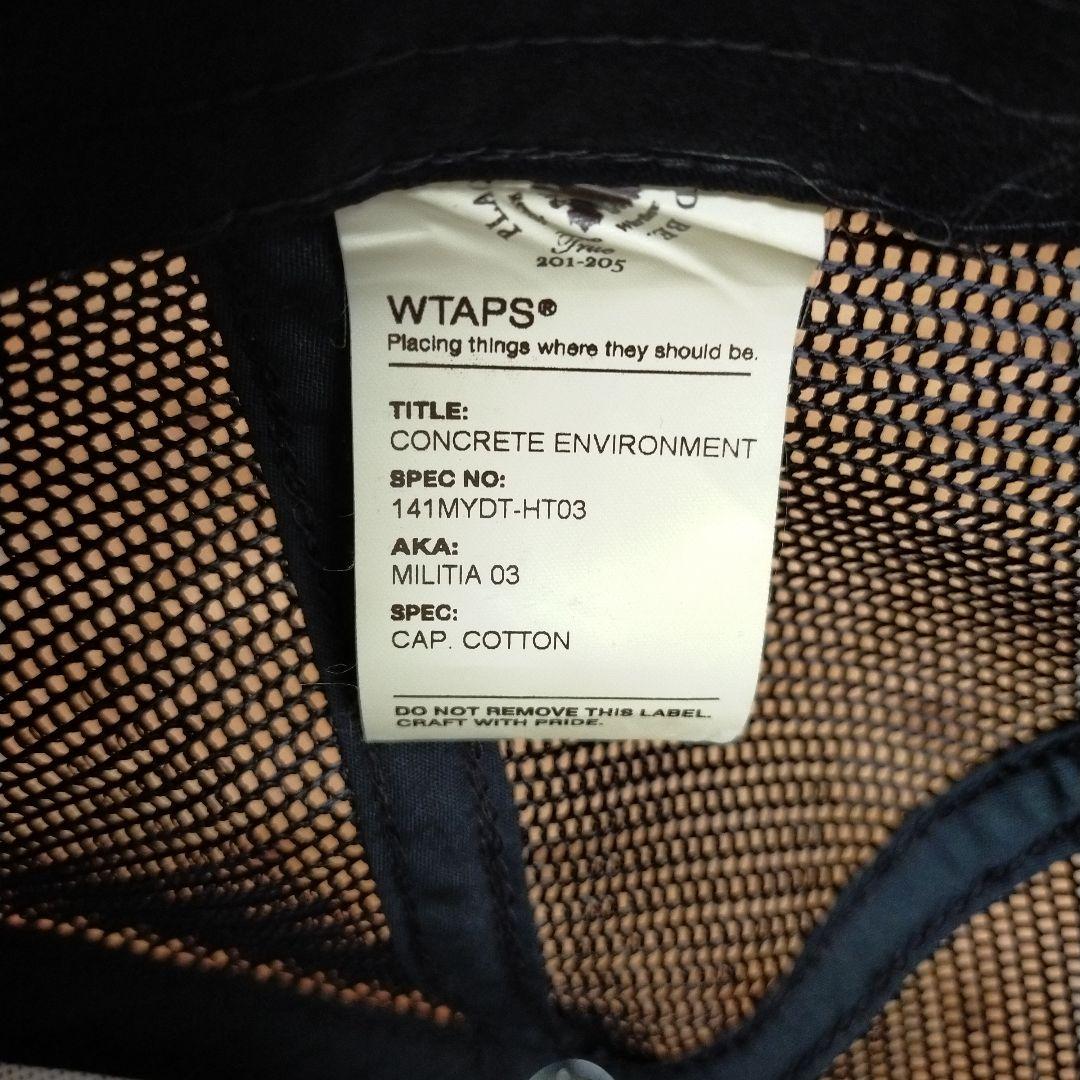 True
201-205
WTAPS®
Placing things where they should be.
TITLE:
CONCRETE ENVIRONMENT
SPEC NO:
141MYDT-HT03
AKA:
MILITIA 03
SPEC:
CAP. COTTON
DO NOT REMOVE THIS LABEL.
CRAFT WITH PRIDE.